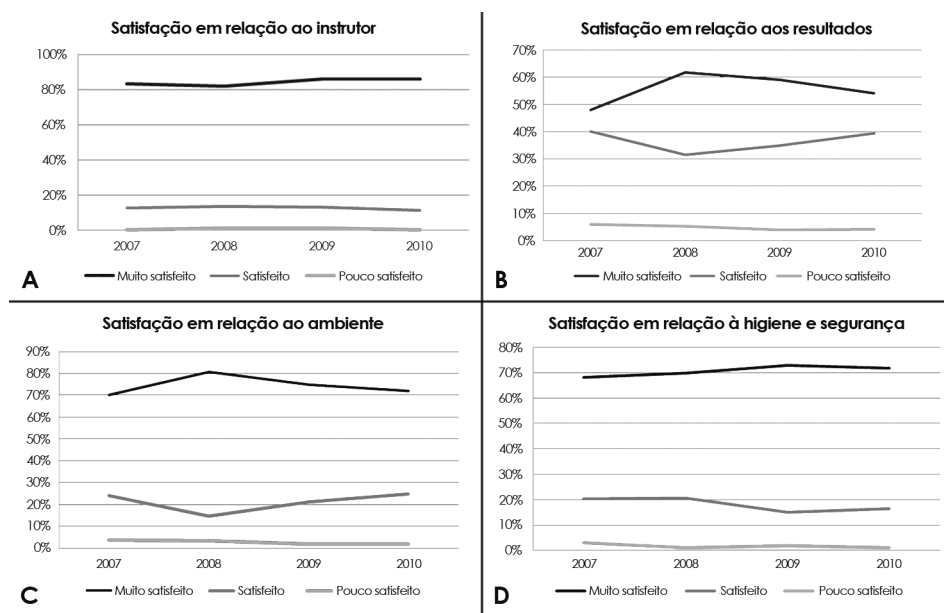 Satisfação em relação ao instrutor
100%
80%
60%
40%
20%
0%
2007 2008 2009 2010
Muito satisfeito Satisfeito Pouco satisfeito
A
Satisfação em relação aos resultados
70%
60%
50%
40%
30%
20%
10%
0%
2007 2008 2009 2010
Muito satisfeito Satisfeito Pouco satisfeito
B
Satisfação em relação ao ambiente
90%
80%
70%
60%
50%
40%
30%
20%
10%
0%
2007 2008 2009 2010
Muito satisfeito Satisfeito Pouco satisfeito
C
Satisfação em relação à higiene e segurança
80%
70%
60%
50%
40%
30%
20%
10%
0%
2007 2008 2009 2010
Muito satisfeito Satisfeito Pouco satisfeito
D